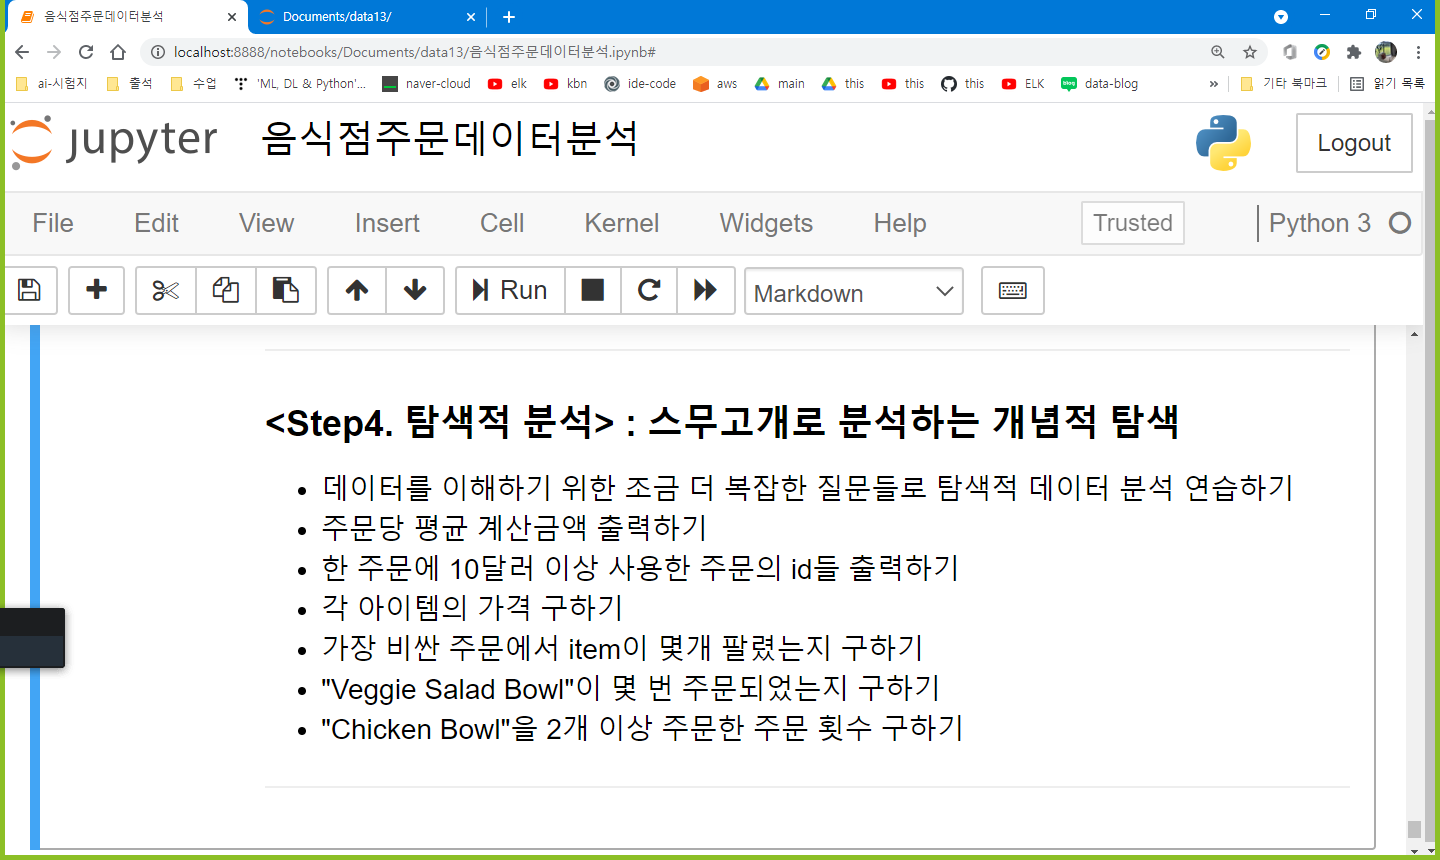 음식점주문데이터분석
Documents/data13/
localhost:8888/notebooks/Documents/data13/음식점주문데이터분석.ipynb#
ai-시험지 출석 수업 'ML, DL & Python'... naver-cloud elk kbn ide-code aws main this this this ELK data-blog » 기타 북마크 읽기 목록
jupyter 음식점주문데이터분석 Logout
File Edit View Insert Cell Kernel Widgets Help Trusted Python 3
Run Markdown
<Step4. 탐색적 분석> : 스무고개로 분석하는 개념적 탐색
• 데이터를 이해하기 위한 조금 더 복잡한 질문들로 탐색적 데이터 분석 연습하기
• 주문당 평균 계산금액 출력하기
• 한 주문에 10달러 이상 사용한 주문의 id들 출력하기
• 각 아이템의 가격 구하기
• 가장 비싼 주문에서 item이 몇개 팔렸는지 구하기
• "Veggie Salad Bowl"이 몇 번 주문되었는지 구하기
• "Chicken Bowl"을 2개 이상 주문한 주문 횟수 구하기